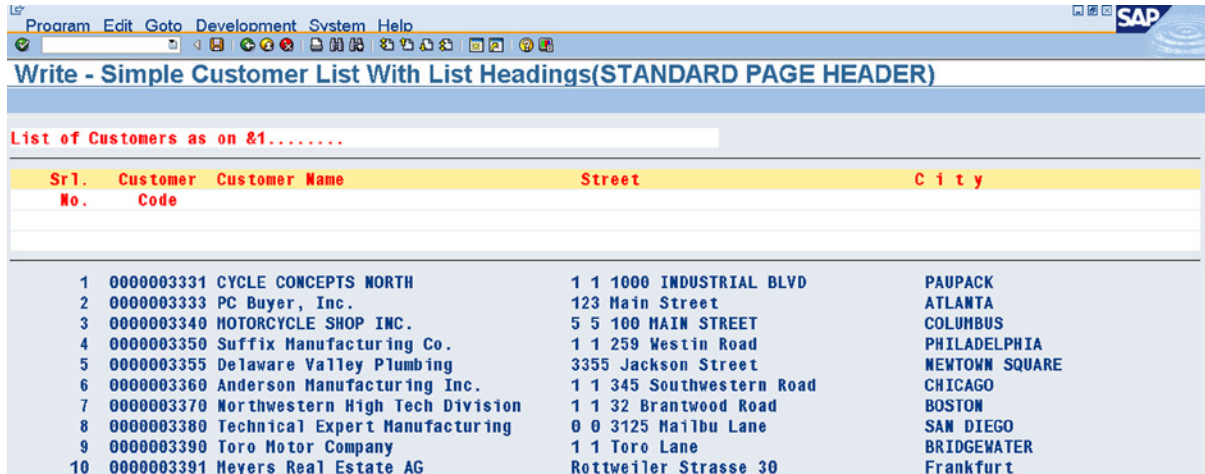 Program Edit Goto Development System Help
SAP
Write - Simple Customer List With List Headings(STANDARD PAGE HEADER)
List of Customers as on &1........
Srl. Customer Customer Name Street C i t y
No. Code
1 0000003331 CYCLE CONCEPTS NORTH 1 1 1000 INDUSTRIAL BLVD PAUPACK
2 0000003333 PC Buyer, Inc. 123 Main Street ATLANTA
3 0000003340 MOTORCYCLE SHOP INC. 5 5 100 MAIN STREET COLUMBUS
4 0000003350 Suffix Manufacturing Co. 1 1 259 Westin Road PHILADELPHIA
5 0000003355 Delaware Valley Plumbing 3355 Jackson Street NEWTOWN SQUARE
6 0000003360 Anderson Manufacturing Inc. 1 1 345 Southwestern Road CHICAGO
7 0000003370 Northwestern High Tech Division 1 1 32 Brantwood Road BOSTON
8 0000003380 Technical Expert Manufacturing 0 0 3125 Mailbu Lane SAN DIEGO
9 0000003390 Toro Motor Company 1 1 Toro Lane BRIDGEWATER
10 0000003391 Meyers Real Estate AG Rottweiler Strasse 30 Frankfurt